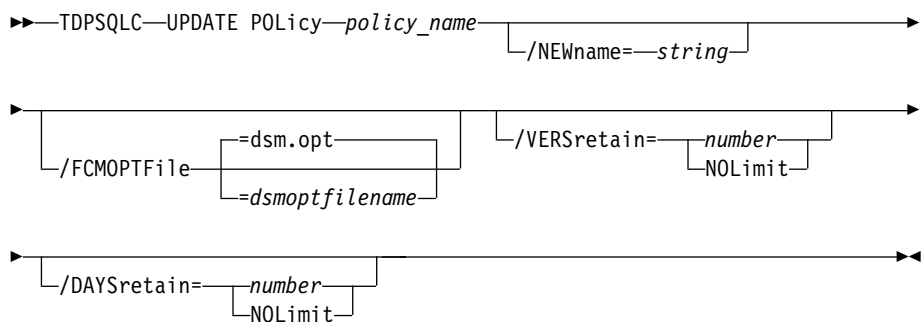 TDPSQLC UPDATE POLicy policy_name
/NEWname= string
/FCMOPTFile
=dsm.opt
=dsmoptfilename
/VERSretain=
number
NOLimit
/DAYSretain=
number
NOLimit